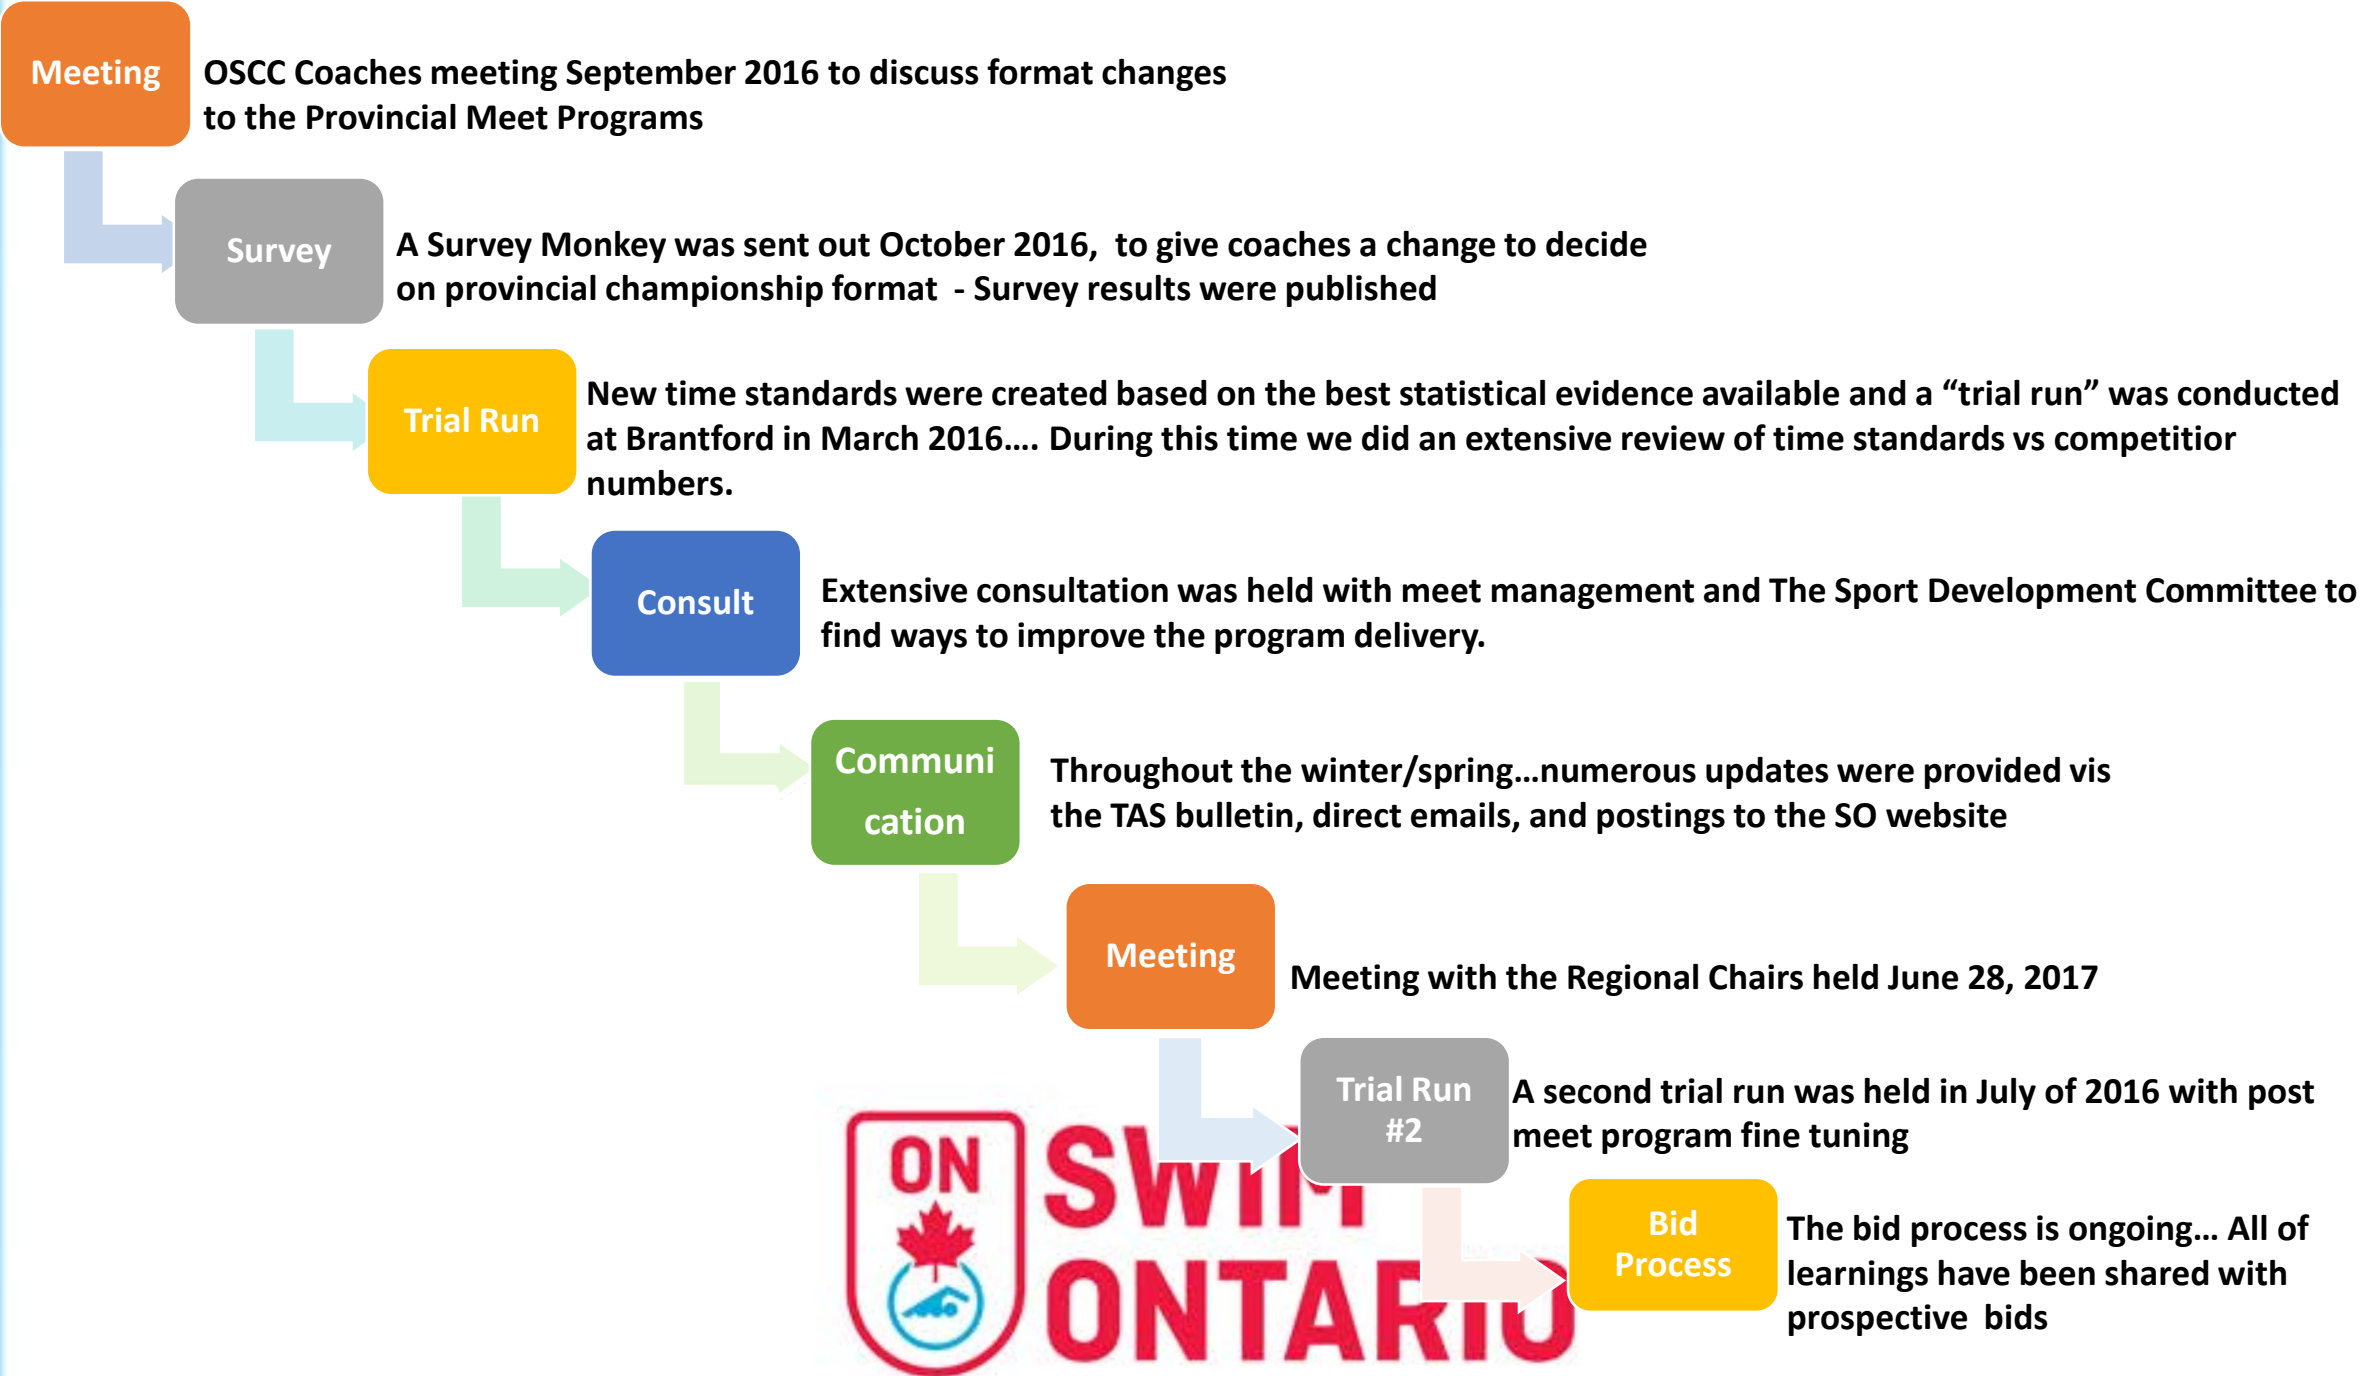 Meeting
OSCC Coaches meeting September 2016 to discuss format changes
to the Provincial Meet Programs
Survey
A Survey Monkey was sent out October 2016,  to give coaches a change to decide
on provincial championship format  - Survey results were published
Trial Run
New time standards were created based on the best statistical evidence available and a “trial run” was conducted
at Brantford in March 2016…. During this time we did an extensive review of time standards vs competitior
numbers.
Consult
Extensive consultation was held with meet management and The Sport Development Committee to
find ways to improve the program delivery.
Communi
cation
Throughout the winter/spring…numerous updates were provided vis
the TAS bulletin, direct emails, and postings to the SO website
Meeting
Meeting with the Regional Chairs held June 28, 2017
Trial Run
#2
A second trial run was held in July of 2016 with post
meet program fine tuning
Bid
Process
The bid process is ongoing… All of
learnings have been shared with
prospective  bids
ON
SWIM
ONTARIO